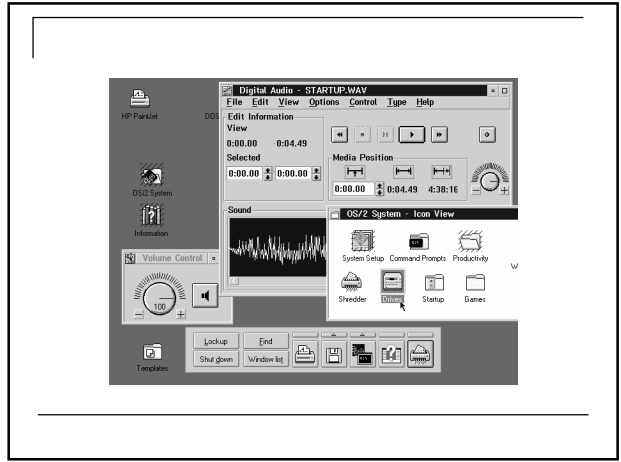 HP PaintJet
DOS
OS/2 System
Information
Digital Audio - STARTUP.WAV
File Edit View Options Control Type Help
Edit Information
View
0:00.00 0:04.49
Selected
0:00.00 0:00.00
Media Position
0:00.00 0:04.49 4:38:16
Sound
Volume Control
100
OS/2 System - Icon View
System Setup Command Prompts Productivity
W
Shredder Drives Startup Games
Templates
Lockup Find
Shut down Window list